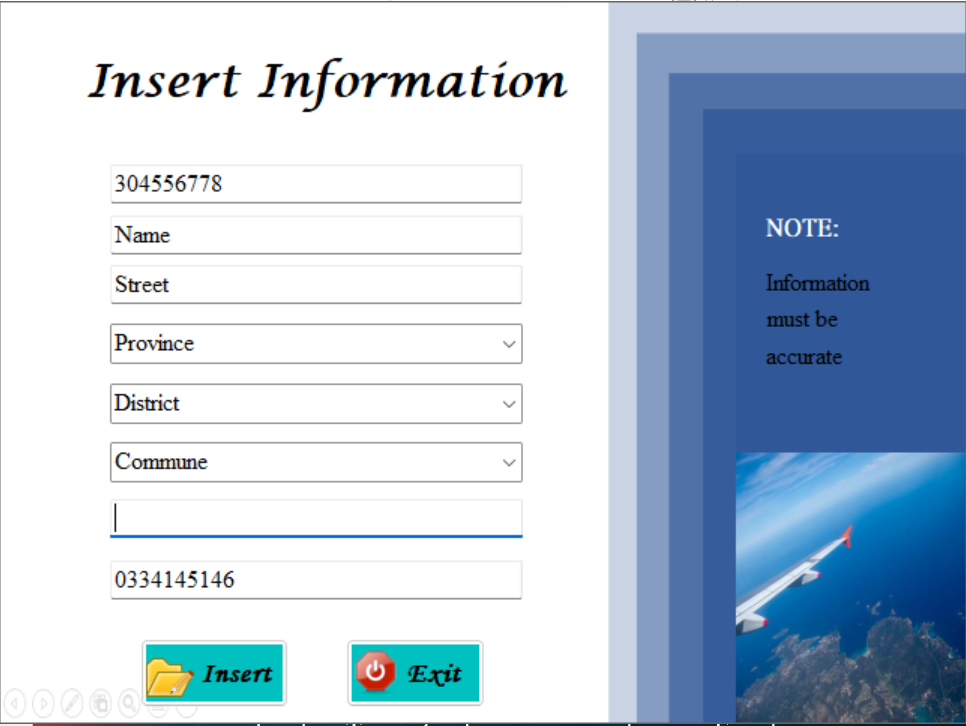 Insert Information
304556778
Name
Street
Province
District
Commune
0334145146
Insert
Exit
NOTE:
Information
must be
accurate